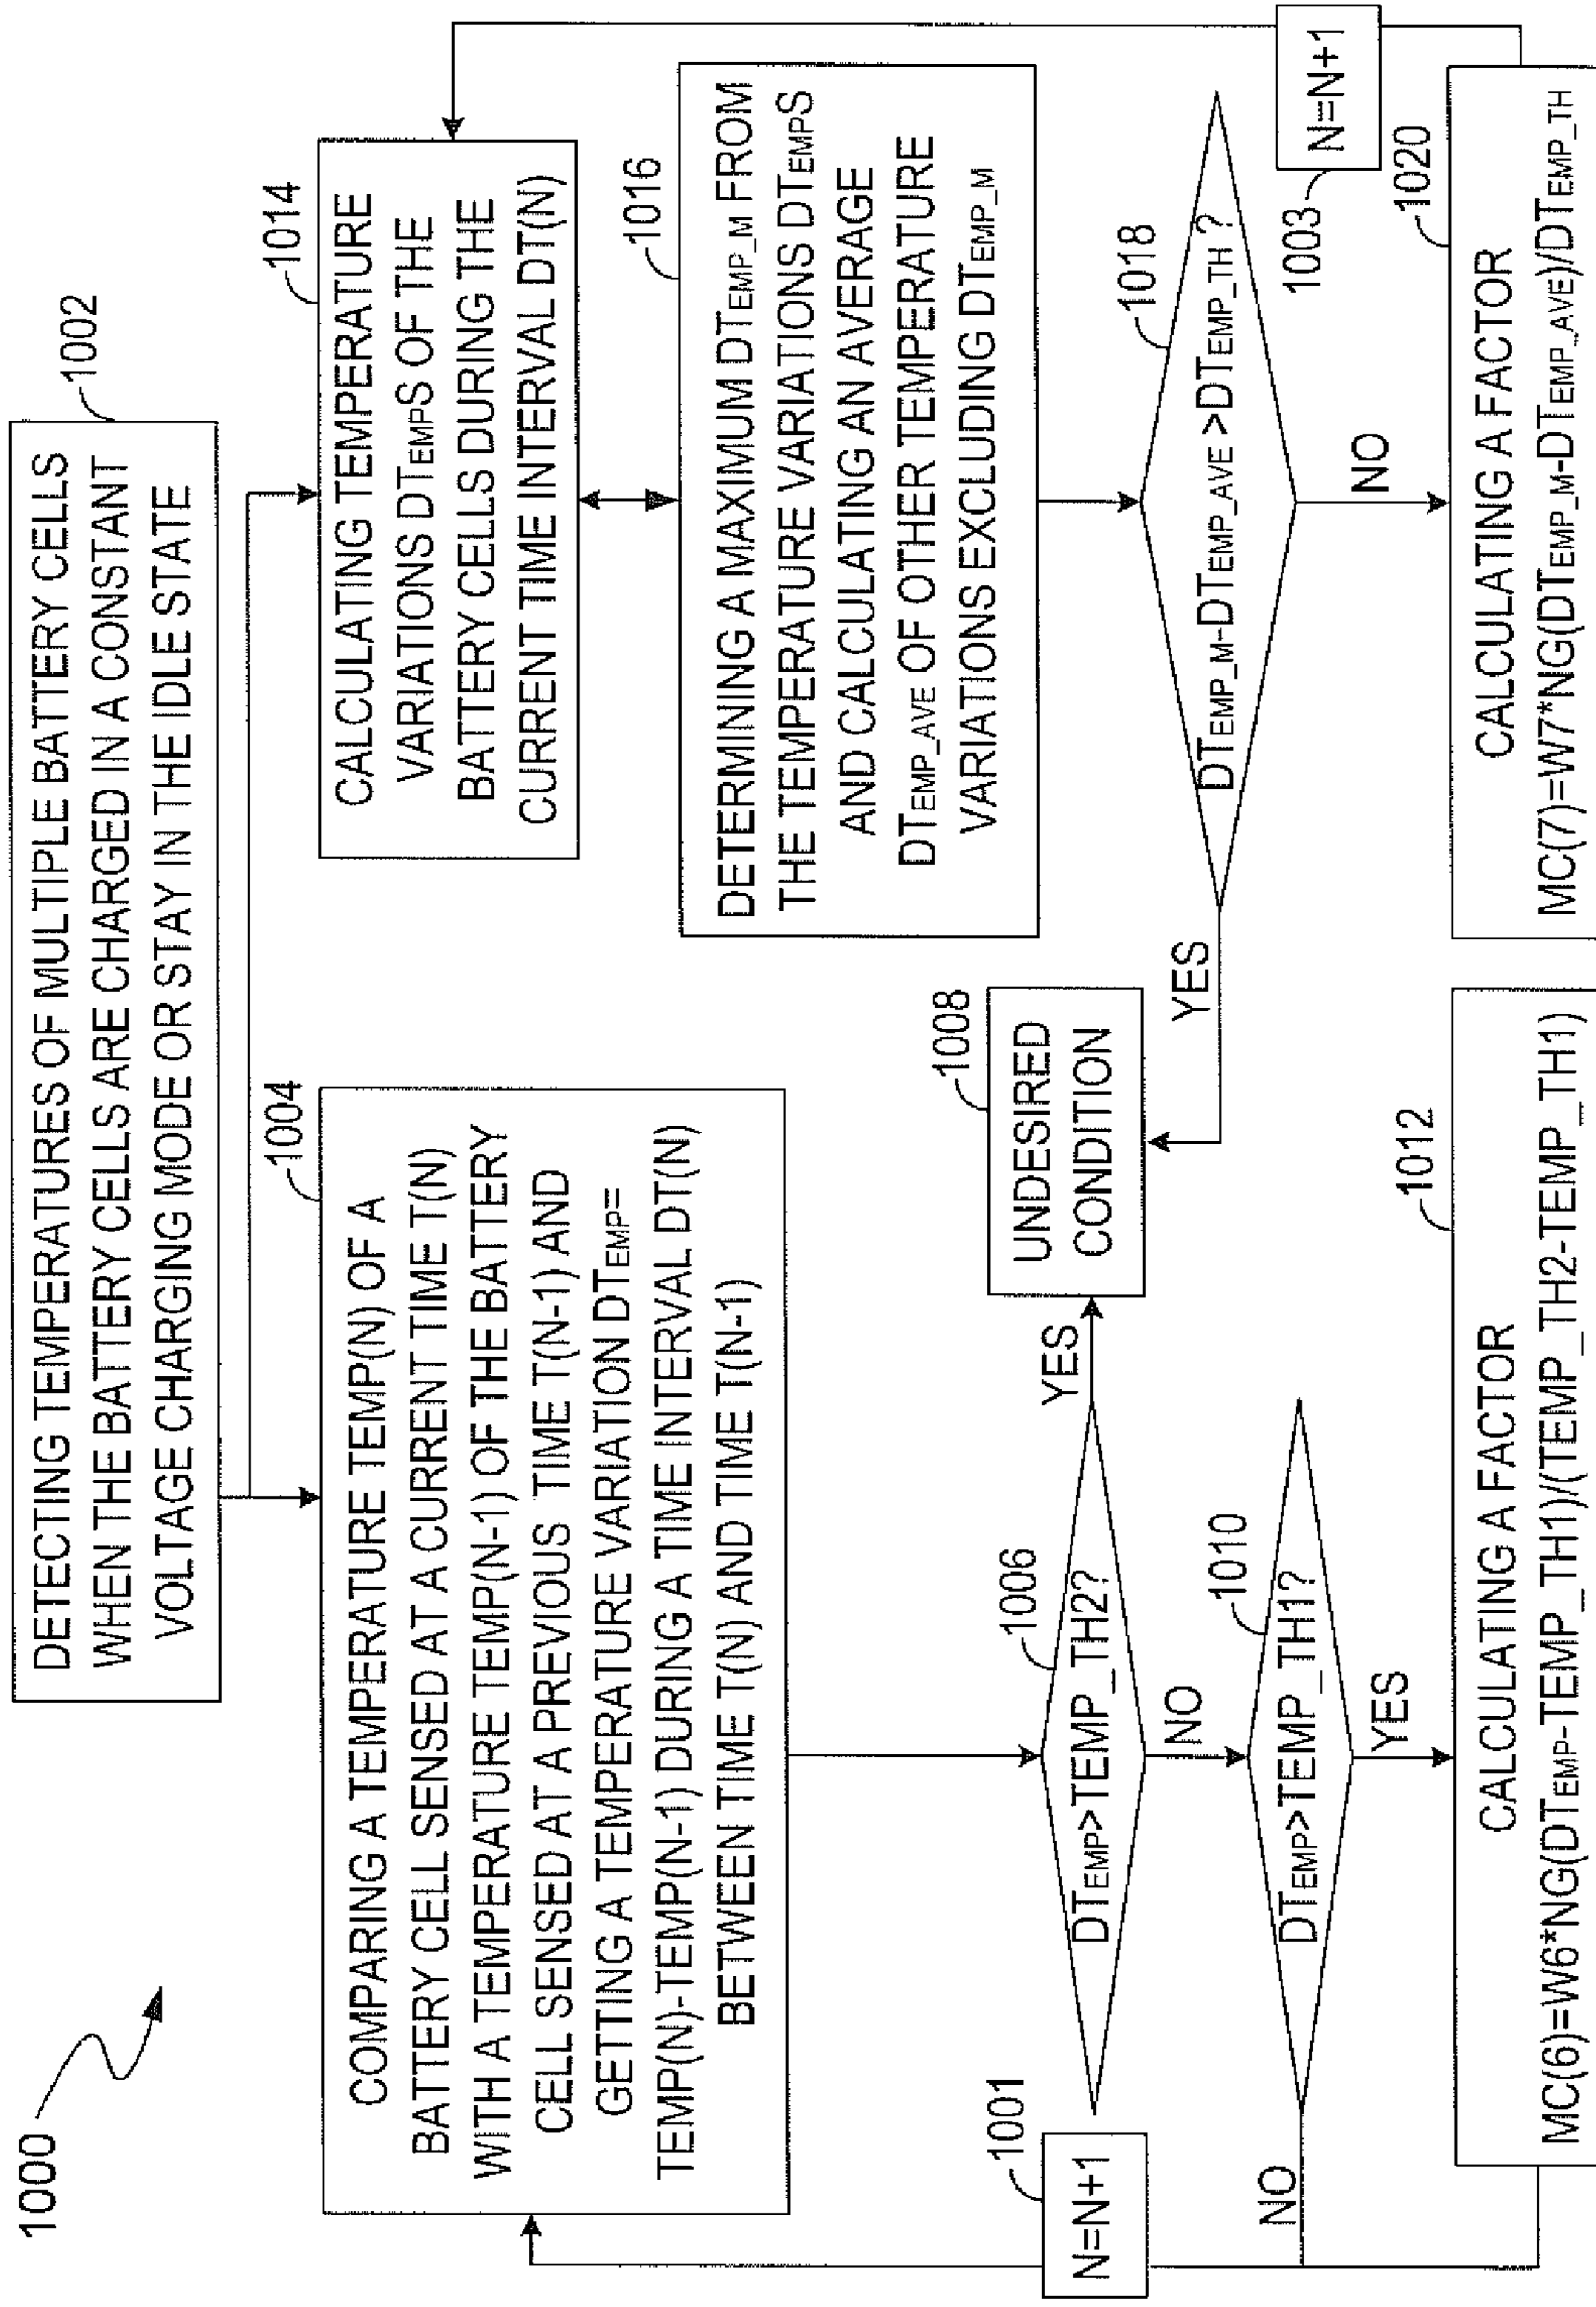 1000
DETECTING TEMPERATURES OF MULTIPLE BATTERY CELLS
WHEN THE BATTERY CELLS ARE CHARGED IN A CONSTANT
VOLTAGE CHARGING MODE OR STAY IN THE IDLE STATE
1002
COMPARING A TEMPERATURE TEMP(N) OF A
BATTERY CELL SENSED AT A CURRENT TIME T(N)
WITH A TEMPERATURE TEMP(N-1) OF THE BATTERY
CELL SENSED AT A PREVIOUS TIME T(N-1) AND
GETTING A TEMPERATURE VARIATION DTEMP=
TEMP(N)-TEMP(N-1) DURING A TIME INTERVAL DT(N)
BETWEEN TIME T(N) AND TIME T(N-1)
1004
DTEMP>TEMP_TH2?
1006
YES
NO
UNDESIRED
CONDITION
1008
N=N+1
1001
DTEMP>TEMP_TH1?
1010
NO
YES
CALCULATING A FACTOR
MC(6)=W6*NG(DTEMP-TEMP_TH1)/(TEMP_TH2-TEMP_TH1)
1012
CALCULATING TEMPERATURE
VARIATIONS DTEMPS OF THE
BATTERY CELLS DURING THE
CURRENT TIME INTERVAL DT(N)
1014
DETERMINING A MAXIMUM DTEMP_M FROM
THE TEMPERATURE VARIATIONS DTEMPS
AND CALCULATING AN AVERAGE
DTEMP_AVE OF OTHER TEMPERATURE
VARIATIONS EXCLUDING DTEMP_M
1016
DTEMP_M-DTEMP_AVE >DTEMP_TH ?
1018
YES
NO
N=N+1
1003
CALCULATING A FACTOR
MC(7)=W7*NG(DTEMP_M-DTEMP_AVE)/DTEMP_TH
1020